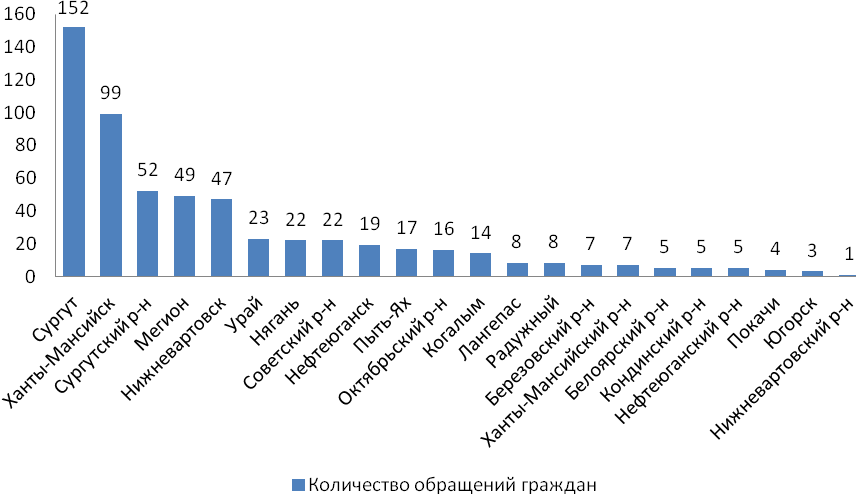 160
140
120
100
80
60
40
20
0
152
99
52
49
47
23
22
22
19
17
16
14
8
8
7
7
5
5
5
4
3
1
Сургут
Ханты-Мансийск
Сургутский р-н
Мегион
Нижневартовск
Урай
Нягань
Советский р-н
Нефтеюганск
Пыть-Ях
Октябрьский р-н
Когалым
Лангепас
Радужный
Березовский р-н
Ханты-Мансийский р-н
Белоярский р-н
Кондинский р-н
Нефтеюганский р-н
Покачи
Югорск
Нижневартовский р-н
Количество обращений граждан